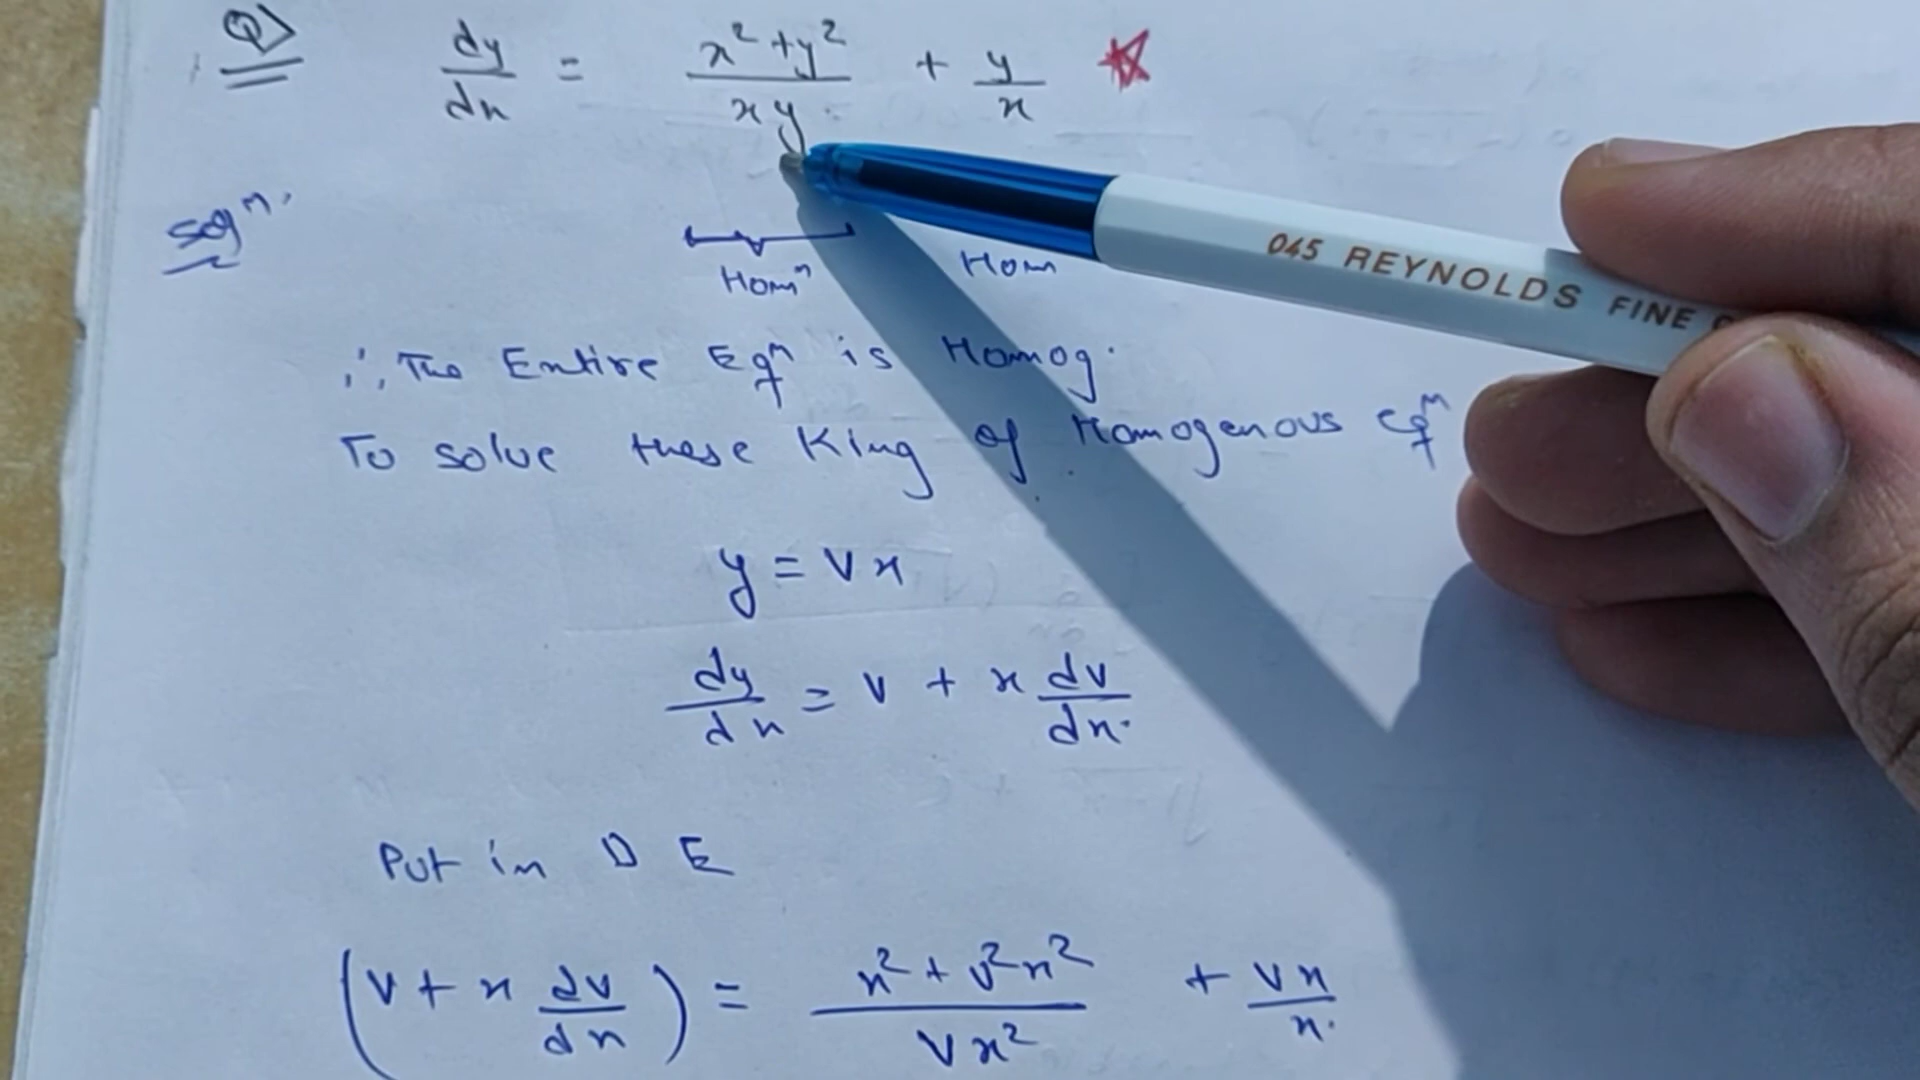 Q> dy/dx = x² + y² / xy + y/x
Solⁿ.
Homⁿ Hom
045 REYNOLDS FINE
∴ The Entire Eqⁿ is Homog.
To solve these King of Homogenous eqⁿ
y = vx
dy/dx = v + x dv/dx.
Put in D E
(v + x dv/dx) = x² + v²x² / vx² + vx/x.